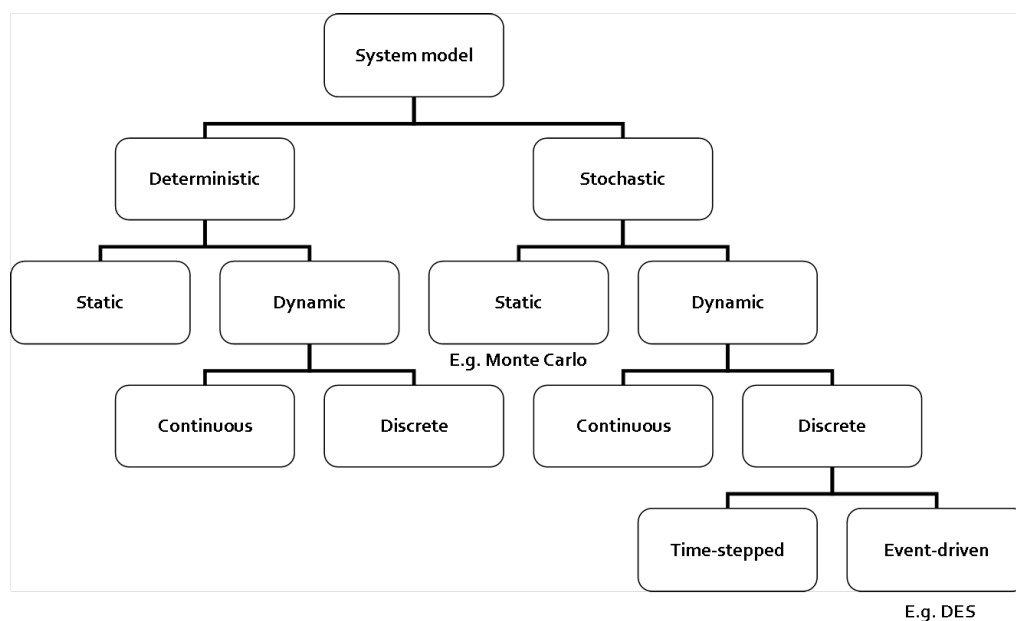 System model
Deterministic
Stochastic
Static
Dynamic
Static
Dynamic
E.g. Monte Carlo
Continuous
Discrete
Continuous
Discrete
Time-stepped
Event-driven
E.g. DES